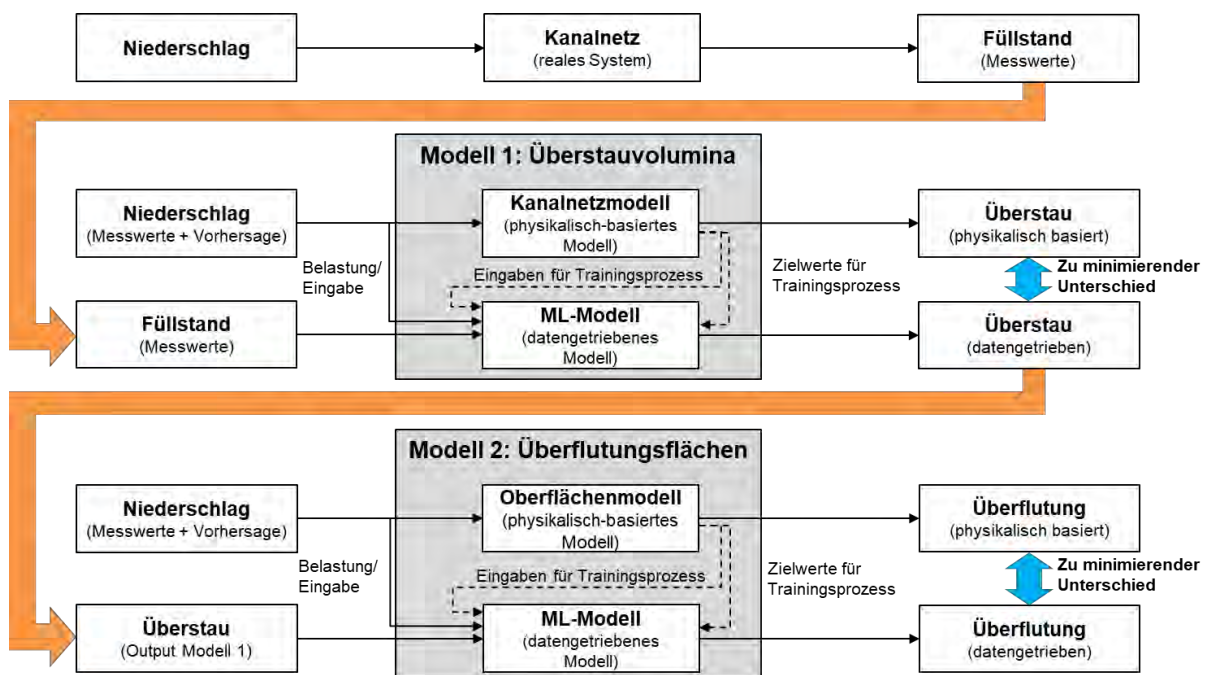 Niederschlag
Kanalnetz
(reales System)
Füllstand
(Messwerte)
Modell 1: Überstauvolumina
Niederschlag
(Messwerte + Vorhersage)
Kanalnetzmodell
(physikalisch-basiertes
Modell)
Überstau
(physikalisch basiert)
Belastung/
Eingabe
Eingaben für Trainingsprozess
Zielwerte für
Trainingsprozess
Zu minimierender
Unterschied
Füllstand
(Messwerte)
ML-Modell
(datengetriebenes
Modell)
Überstau
(datengetrieben)
Modell 2: Überflutungsflächen
Niederschlag
(Messwerte + Vorhersage)
Oberflächenmodell
(physikalisch-basiertes
Modell)
Überflutung
(physikalisch basiert)
Belastung/
Eingabe
Eingaben für Trainingsprozess
Zielwerte für
Trainingsprozess
Zu minimierender
Unterschied
Überstau
(Output Modell 1)
ML-Modell
(datengetriebenes
Modell)
Überflutung
(datengetrieben)